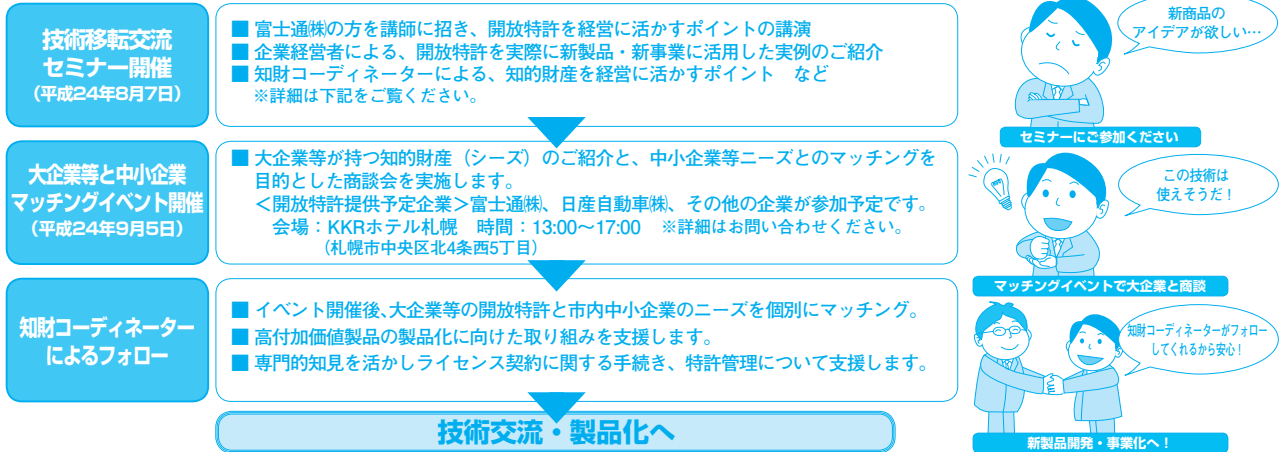 技術移転交流
セミナー開催
（平成24年8月7日）
■ 富士通㈱の方を講師に招き、開放特許を経営に活かすポイントの講演
■ 企業経営者による、開放特許を実際に新製品・新事業に活用した実例のご紹介
■ 知財コーディネーターによる、知的財産を経営に活かすポイント　など
※詳細は下記をご覧ください。
新商品の
アイデアが欲しい…
セミナーにご参加ください
大企業等と中小企業
マッチングイベント開催
（平成24年9月5日）
■ 大企業等が持つ知的財産（シーズ）のご紹介と、中小企業等ニーズとのマッチングを
目的とした商談会を実施します。
＜開放特許提供予定企業＞富士通㈱、日産自動車㈱、その他の企業が参加予定です。
会場：KKRホテル札幌　時間：13:00～17:00　※詳細はお問い合わせください。
（札幌市中央区北4条西5丁目）
この技術は
使えそうだ！
マッチングイベントで大企業と商談
知財コーディネーター
によるフォロー
■ イベント開催後、大企業等の開放特許と市内中小企業のニーズを個別にマッチング。
■ 高付加価値製品の製品化に向けた取り組みを支援します。
■ 専門的知見を活かしライセンス契約に関する手続き、特許管理について支援します。
知財コーディネーターがフォロー
してくれるから安心！
新製品開発・事業化へ！
技術交流・製品化へ